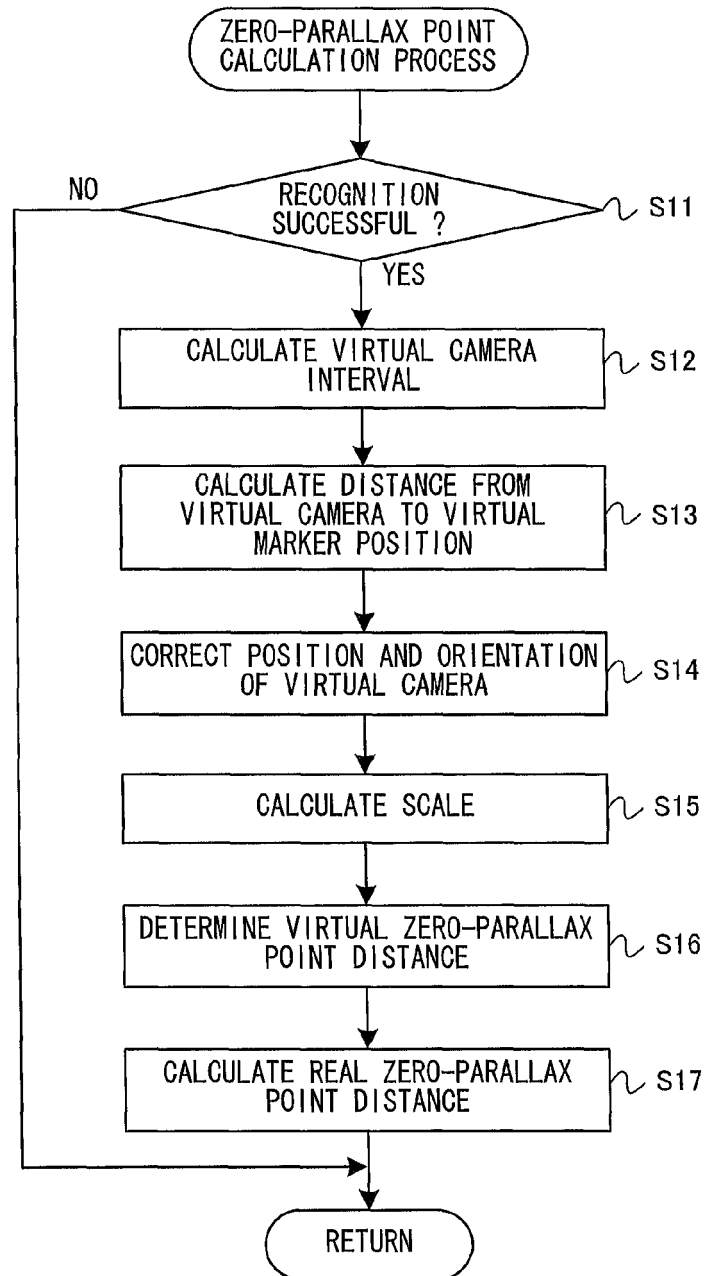 ZERO-PARALLAX POINT
CALCULATION PROCESS
NO
RECOGNITION
SUCCESSFUL ?
S11
YES
CALCULATE VIRTUAL CAMERA
INTERVAL
S12
CALCULATE DISTANCE FROM
VIRTUAL CAMERA TO VIRTUAL
MARKER POSITION
S13
CORRECT POSITION AND ORIENTATION
OF VIRTUAL CAMERA
S14
CALCULATE SCALE
S15
DETERMINE VIRTUAL ZERO-PARALLAX
POINT DISTANCE
S16
CALCULATE REAL ZERO-PARALLAX
POINT DISTANCE
S17
RETURN